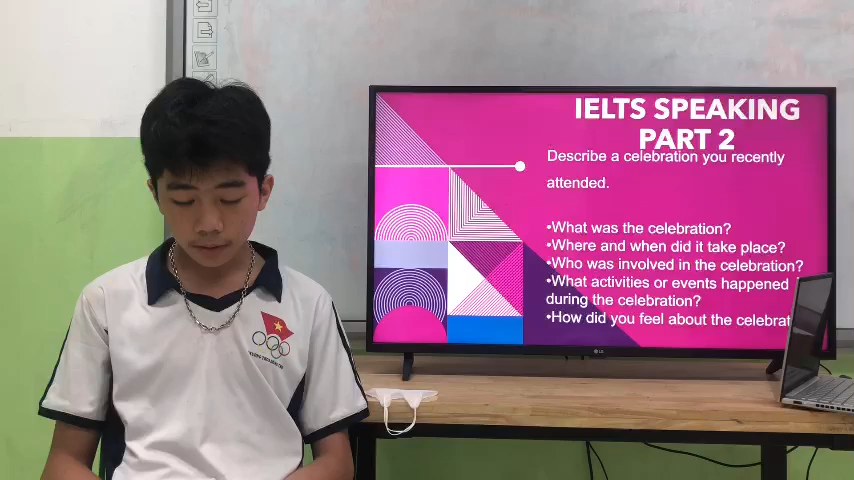 IELTS SPEAKING
PART 2
Describe a celebration you recently
attended.
•What was the celebration?
•Where and when did it take place?
•Who was involved in the celebration?
•What activities or events happened
during the celebration?
•How did you feel about the celebrat
LG